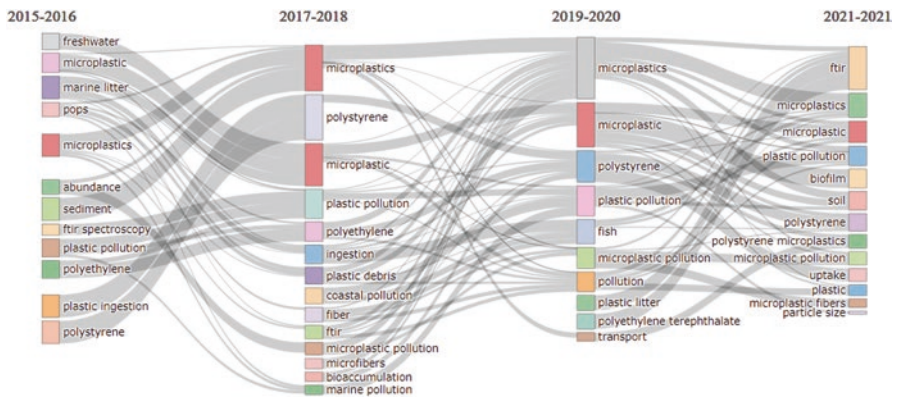 2015-2016
freshwater
microplastic
marine litter
pops
microplastics
abundance
sediment
ftir spectroscopy
plastic pollution
polyethylene
plastic ingestion
polystyrene
2017-2018
microplastics
polystyrene
microplastic
plastic pollution
polyethylene
ingestion
plastic debris
coastal pollution
fiber
ftir
microplastic pollution
microfibers
bioaccumulation
marine pollution
2019-2020
microplastics
microplastic
polystyrene
plastic pollution
fish
microplastic pollution
pollution
plastic litter
polyethylene terephthalate
transport
2021-2021
ftir
microplastics
microplastic
plastic pollution
biofilm
soil
polystyrene
polystyrene microplastics
microplastic pollution
uptake
plastic
microplastic fibers
particle size